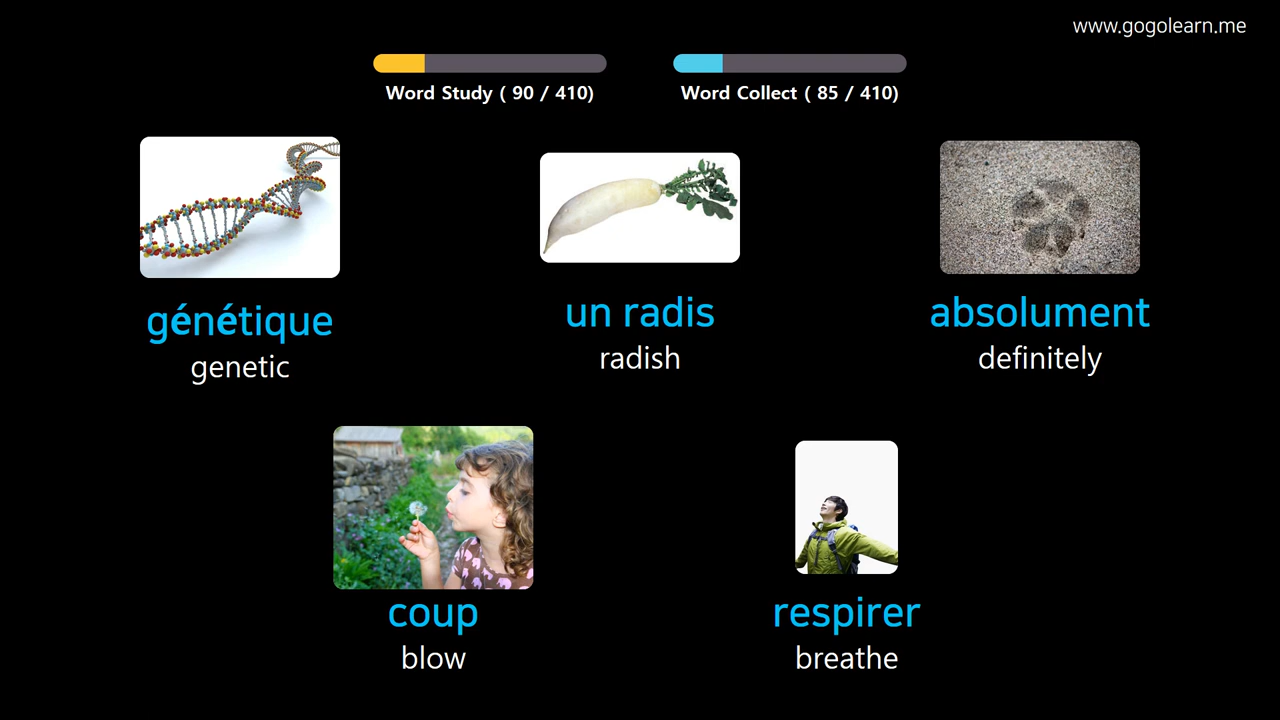 www.gogolearn.me
Word Study ( 90 / 410)
Word Collect ( 85 / 410)
génétique
genetic
un radis
radish
absolument
definitely
coup
blow
respirer
breathe